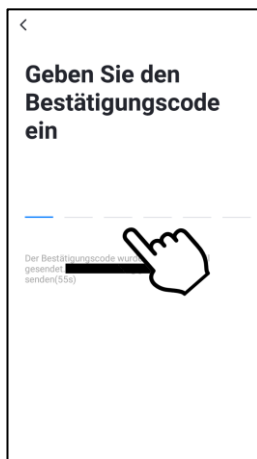 Geben Sie den
Bestätigungscode
ein
Der Bestätigungscode wurde
gesendet
senden(55s)